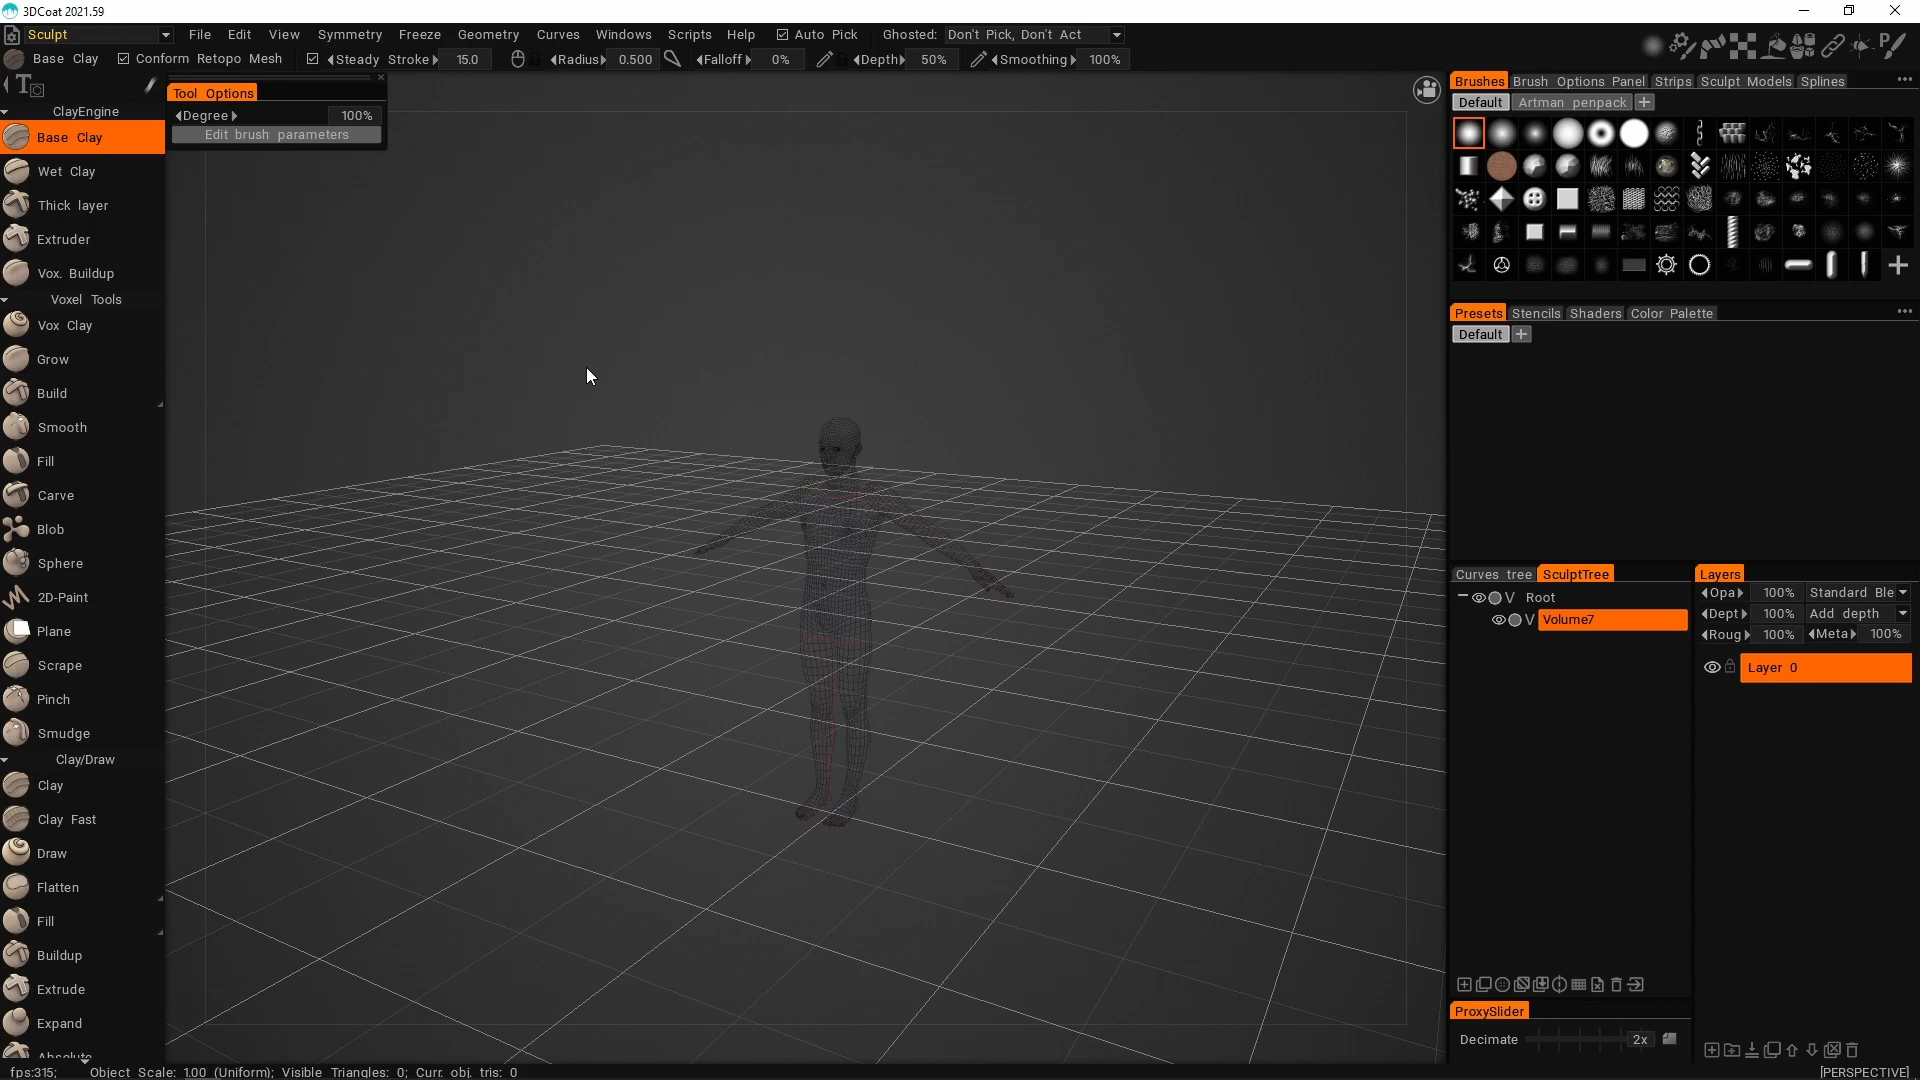 3DCoat 2021.59
Sculpt File Edit View Symmetry Freeze Geometry Curves Windows Scripts Help Auto Pick Ghosted: Don't Pick, Don't Act
Base Clay Conform Retopo Mesh Steady Stroke 15.0 Radius 0.500 Falloff 0% Depth 50% Smoothing 100%
Tool Options
Degree 100%
Edit brush parameters
ClayEngine
Base Clay
Wet Clay
Thick layer
Extruder
Vox. Buildup
Voxel Tools
Vox Clay
Grow
Build
Smooth
Fill
Carve
Blob
Sphere
2D-Paint
Plane
Scrape
Pinch
Smudge
Clay/Draw
Clay
Clay Fast
Draw
Flatten
Fill
Buildup
Extrude
Expand
Absolute
Brushes Brush Options Panel Strips Sculpt Models Splines
Default Artman penpack
Presets Stencils Shaders Color Palette
Default
Curves tree SculptTree
V Root
V Volume7
Layers
Opa 100% Standard Ble
Dept 100% Add depth
Roug 100% Meta 100%
Layer 0
ProxySlider
Decimate 2x
fps:315; Object Scale: 1.00 (Uniform); Visible Triangles: 0; Curr. obj. tris: 0
[PERSPECTIVE]